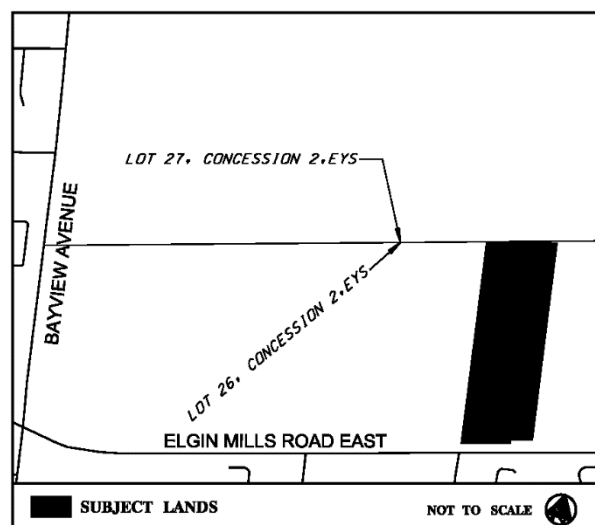 LOT 27, CONCESSION 2,EYS
BAYVIEW AVENUE
LOT 26, CONCESSION 2,EYS
ELGIN MILLS ROAD EAST
SUBJECT LANDS
NOT TO SCALE